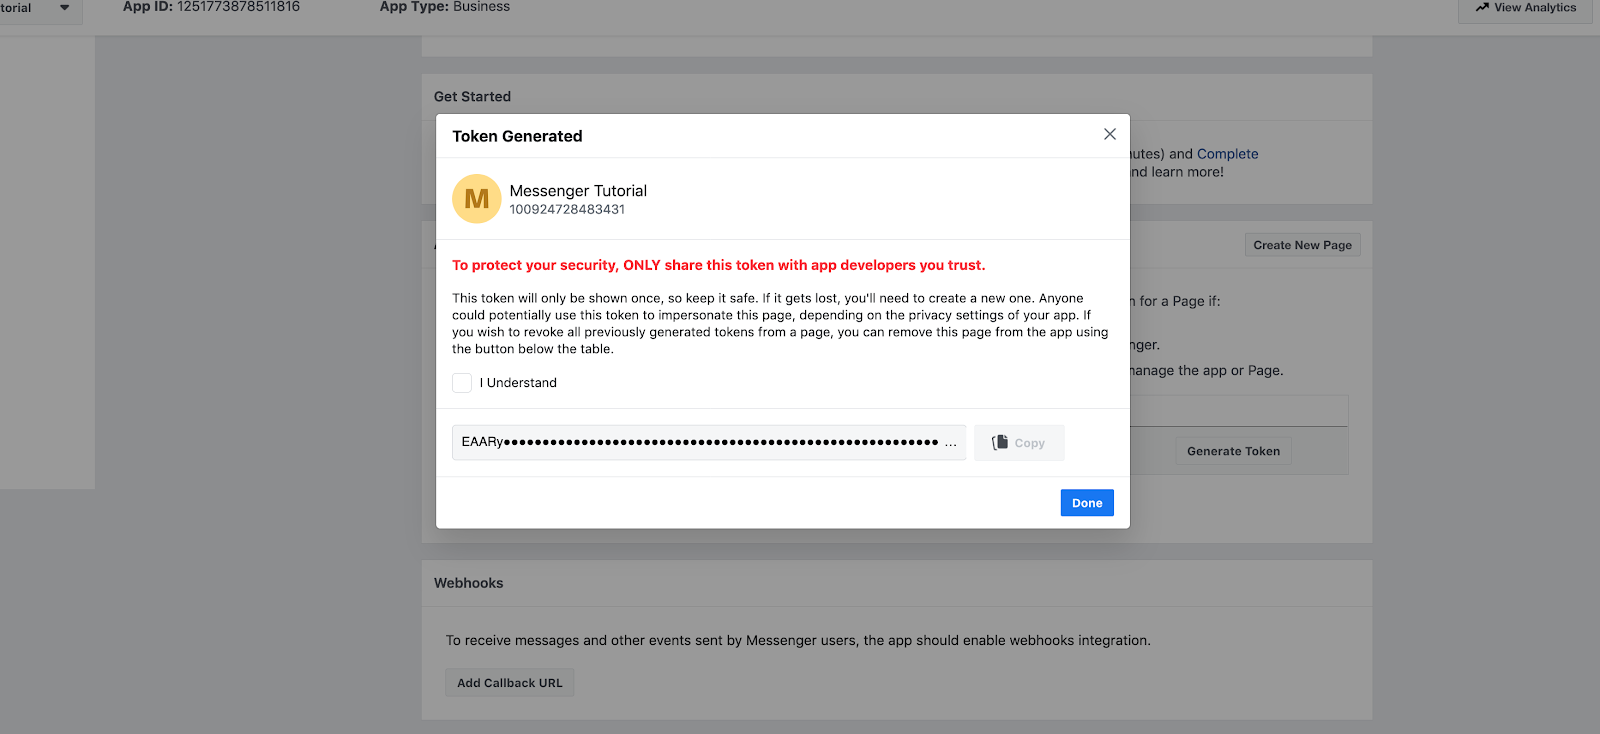 torial
App ID: 1251773878511816
App Type: Business
View Analytics
Get Started
Token Generated
utes) and Complete
nd learn more!
M
Messenger Tutorial
100924728483431
Create New Page
To protect your security, ONLY share this token with app developers you trust.
This token will only be shown once, so keep it safe. If it gets lost, you'll need to create a new one. Anyone
could potentially use this token to impersonate this page, depending on the privacy settings of your app. If
you wish to revoke all previously generated tokens from a page, you can remove this page from the app using
the button below the table.
n for a Page if:
nger.
manage the app or Page.
I Understand
EAARy•••••••••••••••••••••••••••••••••••••••••••••••••••••••• ...
Copy
Generate Token
Done
Webhooks
To receive messages and other events sent by Messenger users, the app should enable webhooks integration.
Add Callback URL